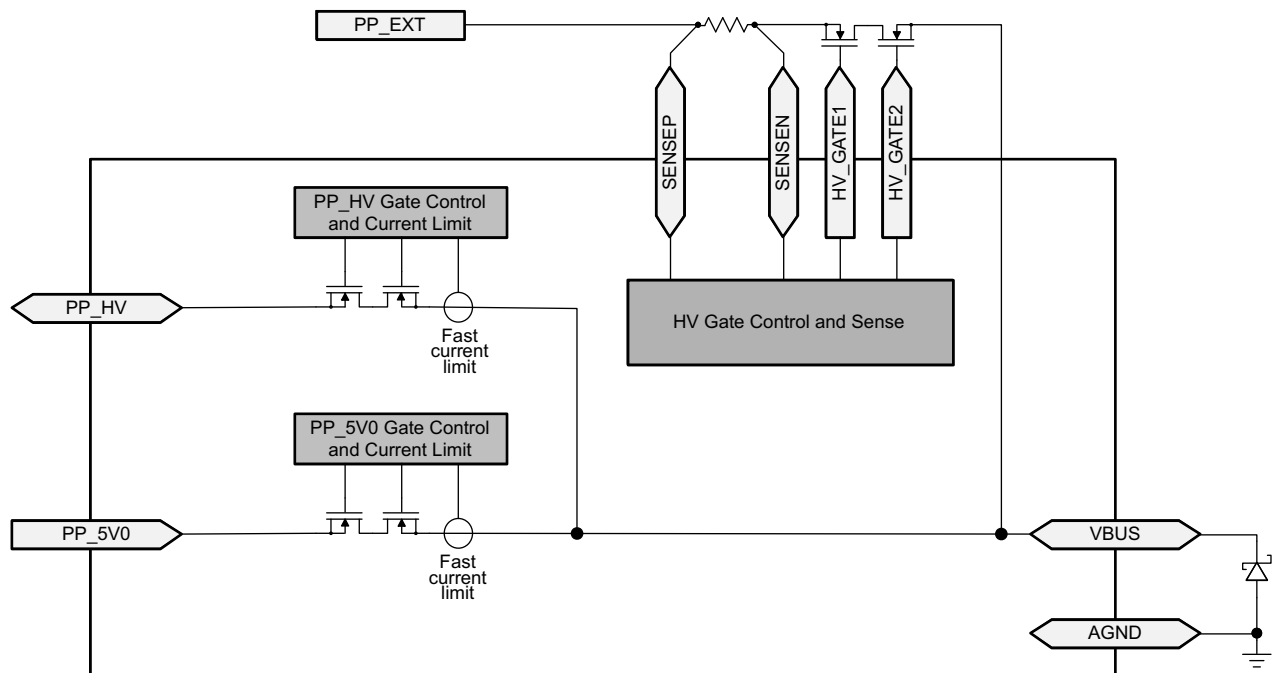 PP_EXT
SENSEP
SENSEN
HV_GATE1
HV_GATE2
PP_HV Gate Control
and Current Limit
PP_HV
Fast
current
limit
HV Gate Control and Sense
PP_5V0 Gate Control
and Current Limit
PP_5V0
Fast
current
limit
VBUS
AGND